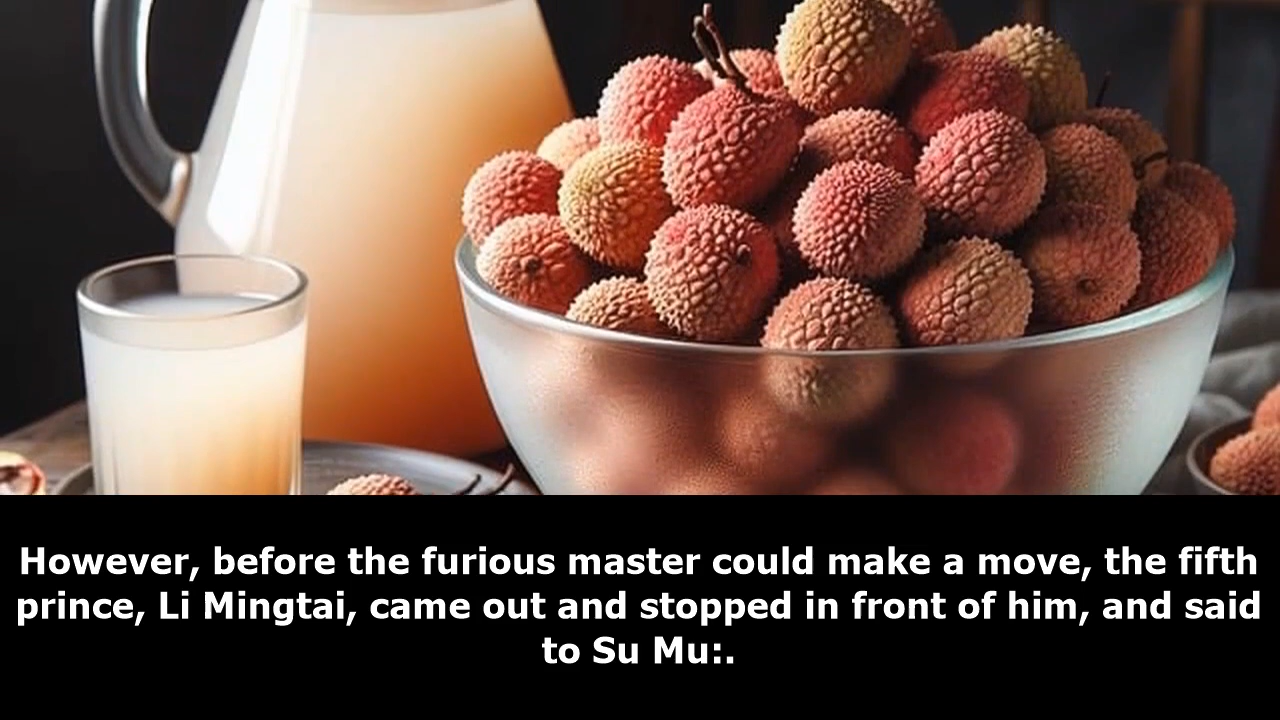 However, before the furious master could make a move, the fifth
prince, Li Mingtai, came out and stopped in front of him, and said
to Su Mu:.